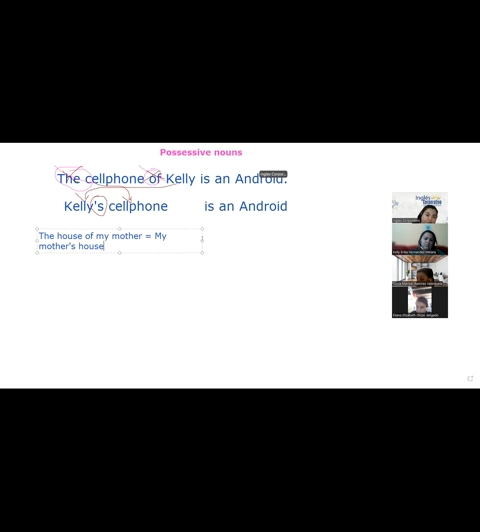 Possessive nouns
The cellphone of Kelly is an Android.
Kelly's cellphone is an Android
The house of my mother = My
mother's house